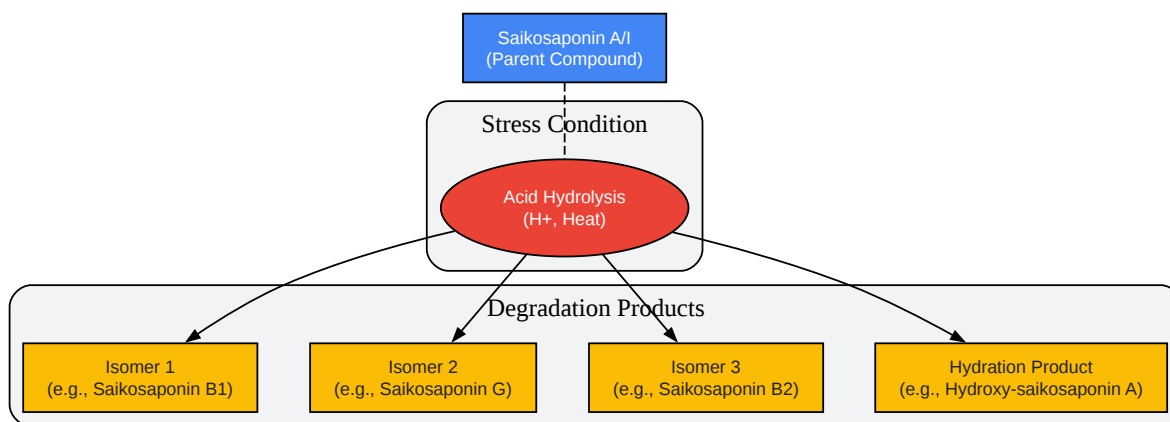 Saikosaponin A/I
(Parent Compound)
Stress Condition
Acid Hydrolysis
(H+, Heat)
Degradation Products
Isomer 1
(e.g., Saikosaponin B1)
Isomer 2
(e.g., Saikosaponin G)
Isomer 3
(e.g., Saikosaponin B2)
Hydration Product
(e.g., Hydroxy-saikosaponin A)